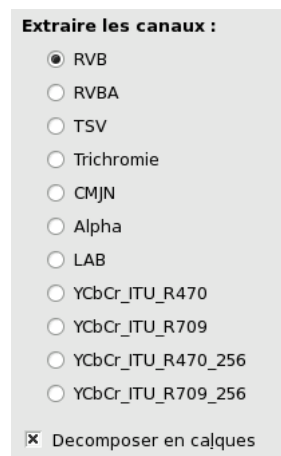 Extraire les canaux :
RVB
RVBA
TSV
Trichromie
CMJN
Alpha
LAB
YCbCr_ITU_R470
YCbCr_ITU_R709
YCbCr_ITU_R470_256
YCbCr_ITU_R709_256
Decomposer en calques